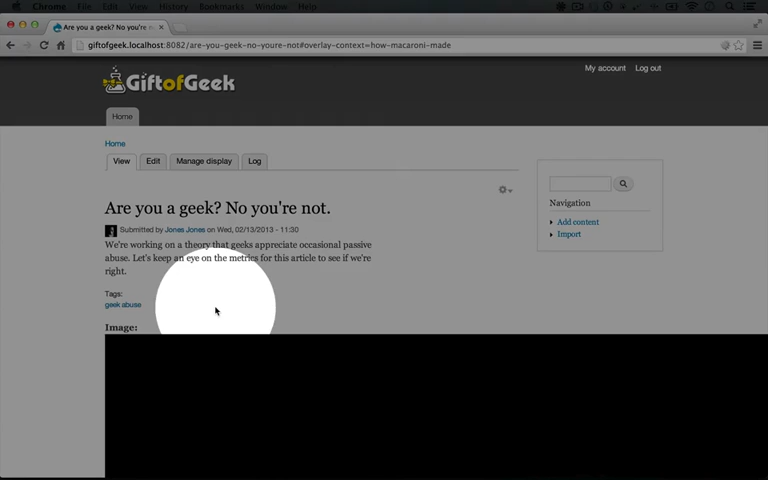 Chrome File Edit View History Bookmarks Window Help
Are you a geek? No you're n
giftofgeek.localhost:8082/are-you-geek-no-youre-not#overlay-context=how-macaroni-made
GiftofGeek
My account Log out
Home
Home
View Edit Manage display Log
Navigation
Add content
Import
Are you a geek? No you're not.
Submitted by Jones Jones on Wed, 02/13/2013 - 11:30
We're working on a theory that geeks appreciate occasional passive
abuse. Let's keep an eye on the metrics for this article to see if we're
right.
Tags:
geek abuse
Image: